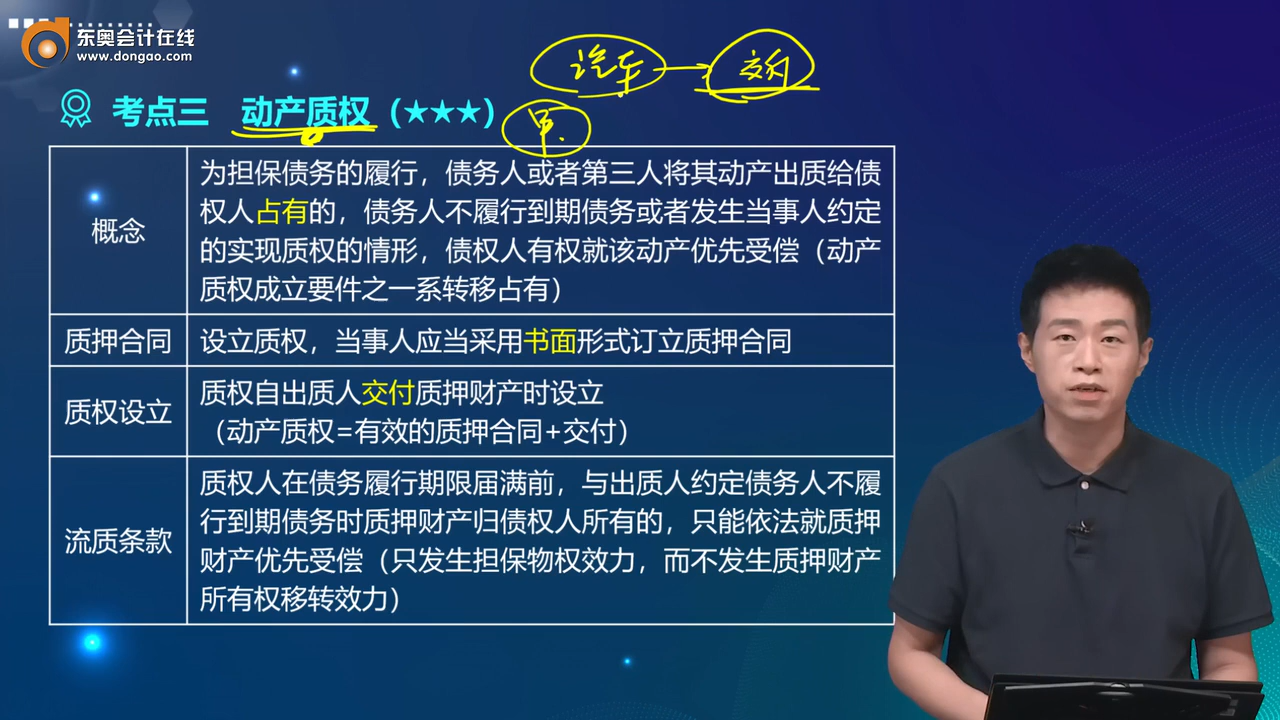 东奥会计在线
www.dongao.com
汽车
交付
考点三 动产质权(★★★)
概念
为担保债务的履行，债务人或者第三人将其动产出质给债
权人占有的，债务人不履行到期债务或者发生当事人约定
的实现质权的情形，债权人有权就该动产优先受偿（动产
质权成立要件之一系转移占有）
质押合同
设立质权，当事人应当采用书面形式订立质押合同
质权设立
质权自出质人交付质押财产时设立
（动产质权=有效的质押合同+交付）
流质条款
质权人在债务履行期限届满前，与出质人约定债务人不履
行到期债务时质押财产归债权人所有的，只能依法就质押
财产优先受偿（只发生担保物权效力，而不发生质押财产
所有权移转效力）